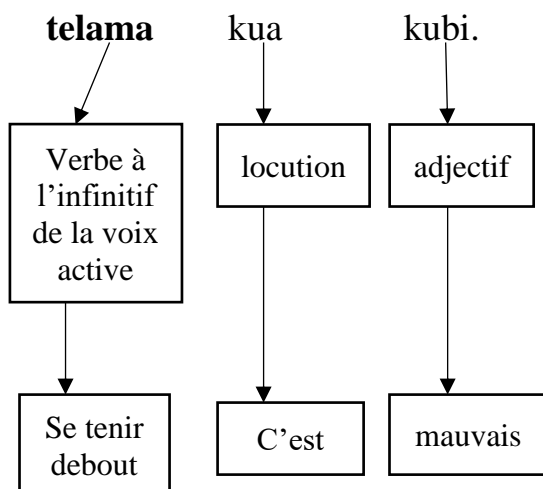 telama kua kubi.
Verbe à
l’infinitif
de la voix
active
locution
adjectif
Se tenir
debout
C’est
mauvais